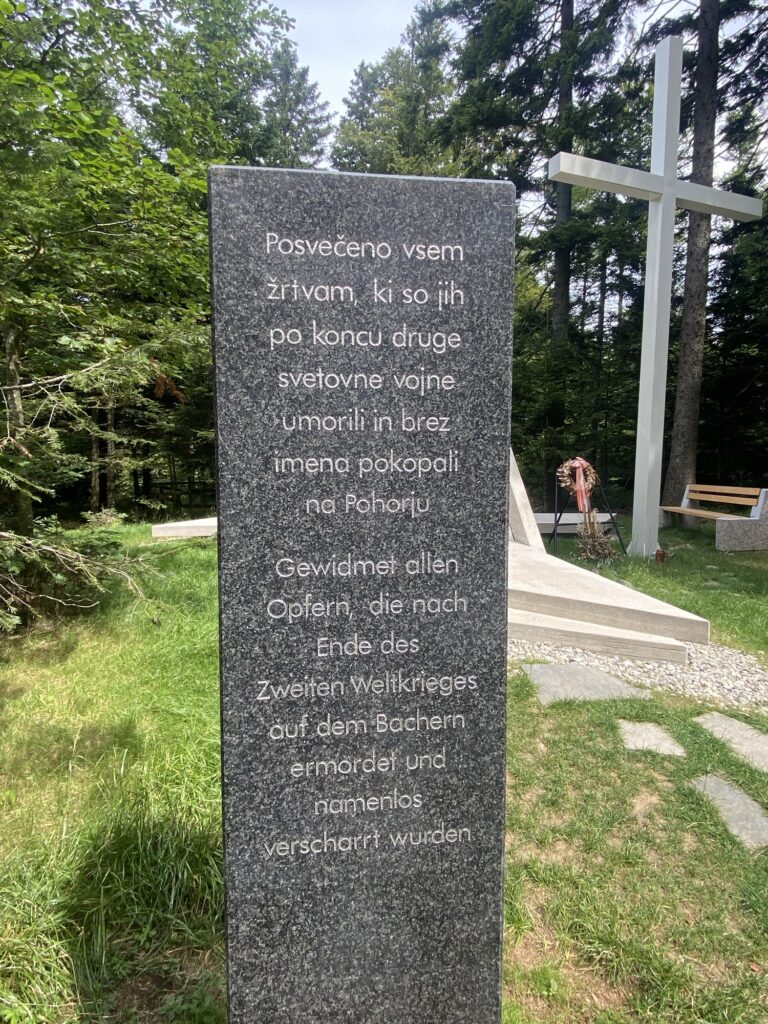 Posvečeno vsem
žrtvam, ki so jih
po koncu druge
svetovne vojne
umorili in brez
imena pokopali
na Pohorju
Gewidmet allen
Opfern, die nach
Ende des
Zweiten Weltkrieges
auf dem Bachern
ermordet und
namenlos
verscharrt wurden